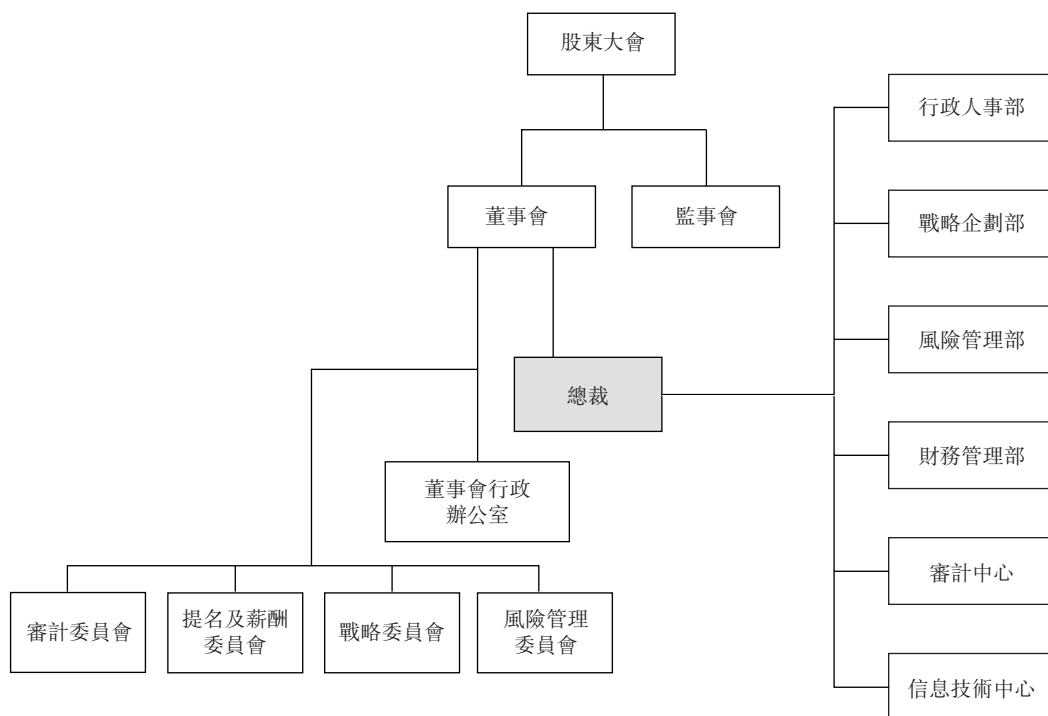 股東大會
行政人事部
董事會
監事會
戰略企劃部
風險管理部
總裁
財務管理部
董事會行政
辦公室
審計中心
審計委員會
提名及薪酬
委員會
戰略委員會
風險管理
委員會
信息技術中心